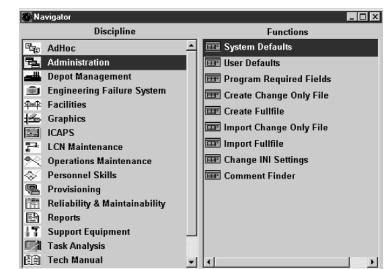 Navigator
Discipline
Functions
AdHoc
Administration
Depot Management
Engineering Failure System
Facilities
Graphics
ICAPS
LCN Maintenance
Operations Maintenance
Personnel Skills
Provisioning
Reliability & Maintainability
Reports
Support Equipment
Task Analysis
Tech Manual
System Defaults
User Defaults
Program Required Fields
Create Change Only File
Create Fullfile
Import Change Only File
Import Fullfile
Change INI Settings
Comment Finder